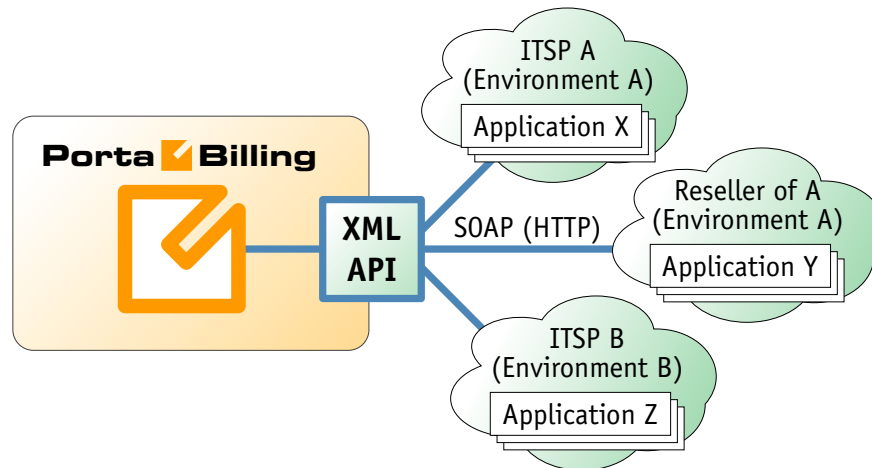 ITSP A
(Environment A)
Application X
Porta Billing
XML
API
SOAP (HTTP)
Reseller of A
(Environment A)
Application Y
ITSP B
(Environment B)
Application Z